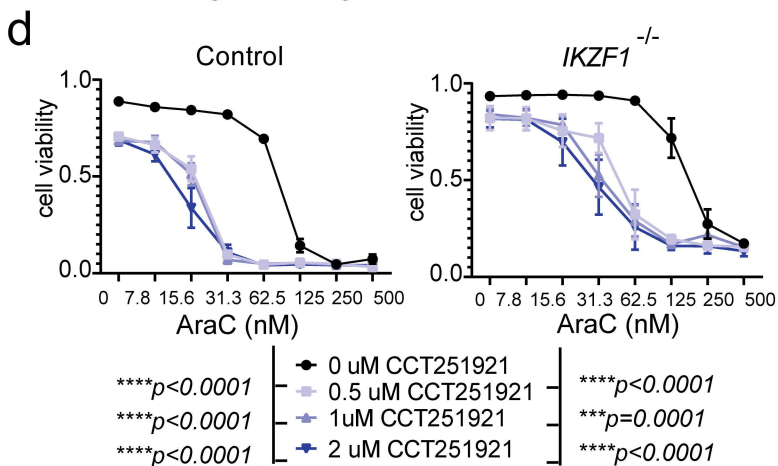 d
Control
cell viability
1.0
0.5
0.0
0 7.8 15.6 31.3 62.5 125 250 500
AraC (nM)
IKZF1 -/-
cell viability
1.0
0.5
0.0
0 7.8 15.6 31.3 62.5 125 250 500
AraC (nM)
0 uM CCT251921
0.5 uM CCT251921
1uM CCT251921
2 uM CCT251921
****p<0.0001
****p<0.0001
****p<0.0001
****p<0.0001
***p=0.0001
****p<0.0001